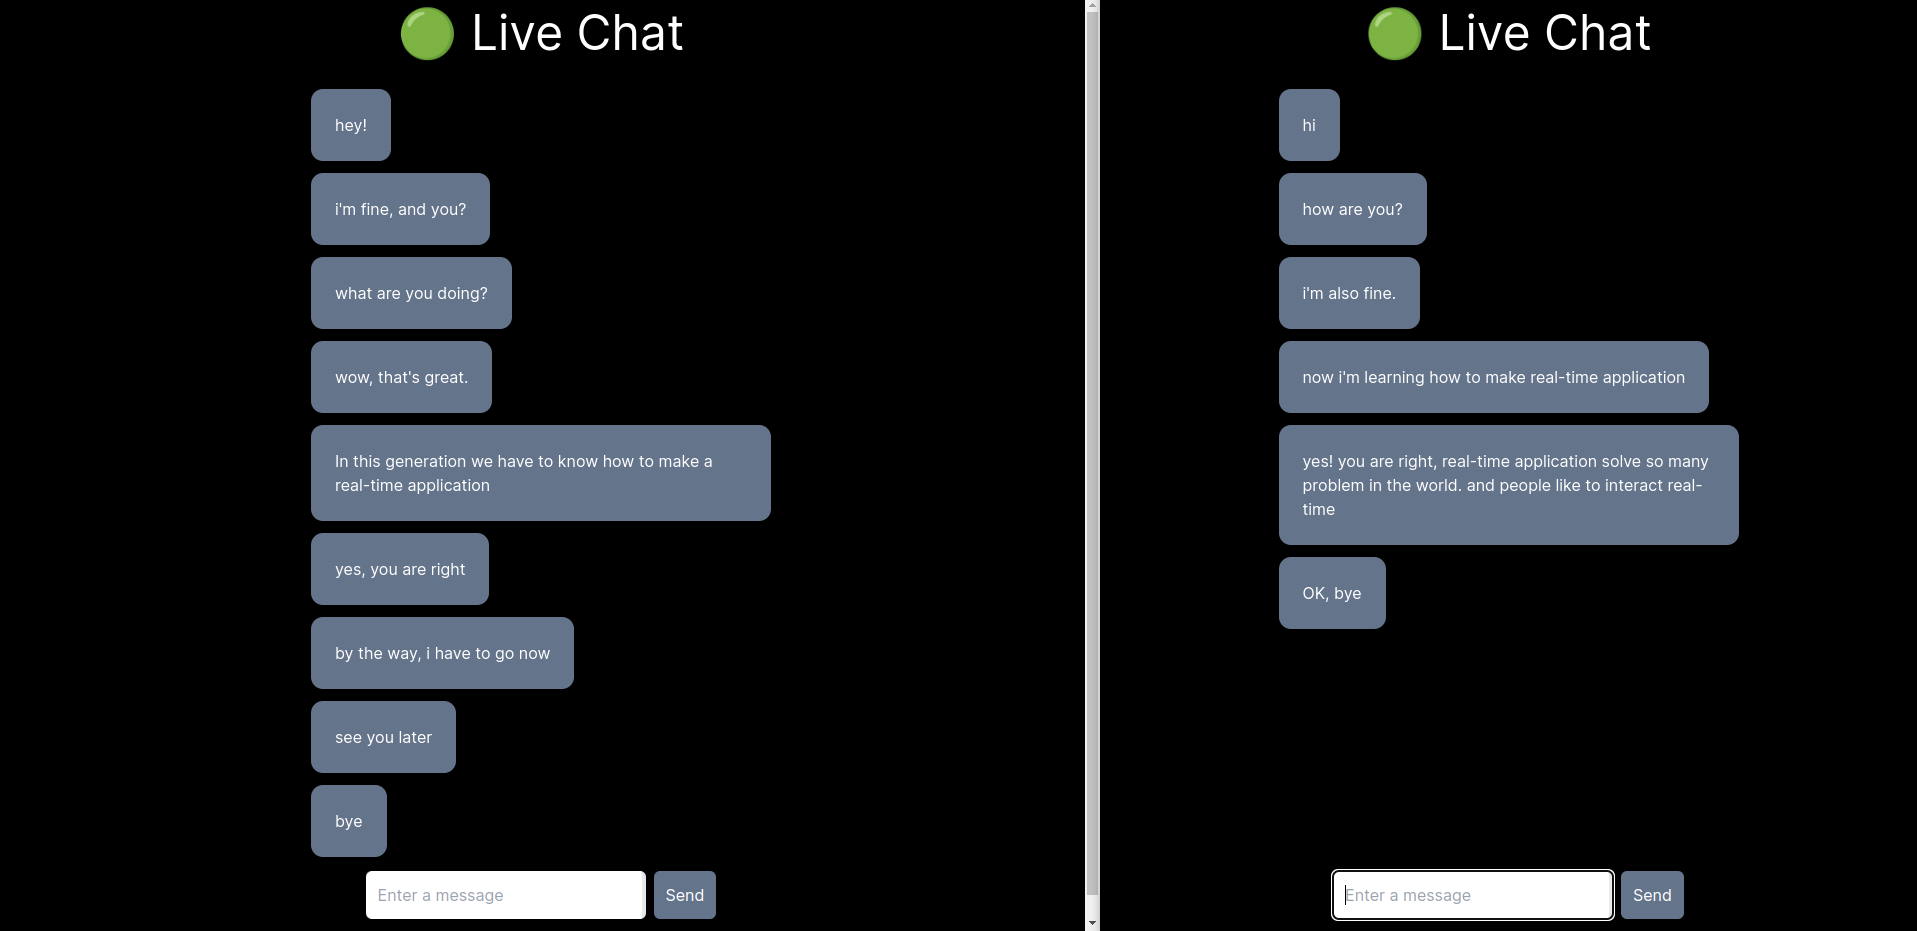 🟢 Live Chat
hey!
i'm fine, and you?
what are you doing?
wow, that's great.
In this generation we have to know how to make a
real-time application
yes, you are right
by the way, i have to go now
see you later
bye
Enter a message
Send
🟢 Live Chat
hi
how are you?
i'm also fine.
now i'm learning how to make real-time application
yes! you are right, real-time application solve so many
problem in the world. and people like to interact real-
time
OK, bye
Enter a message
Send